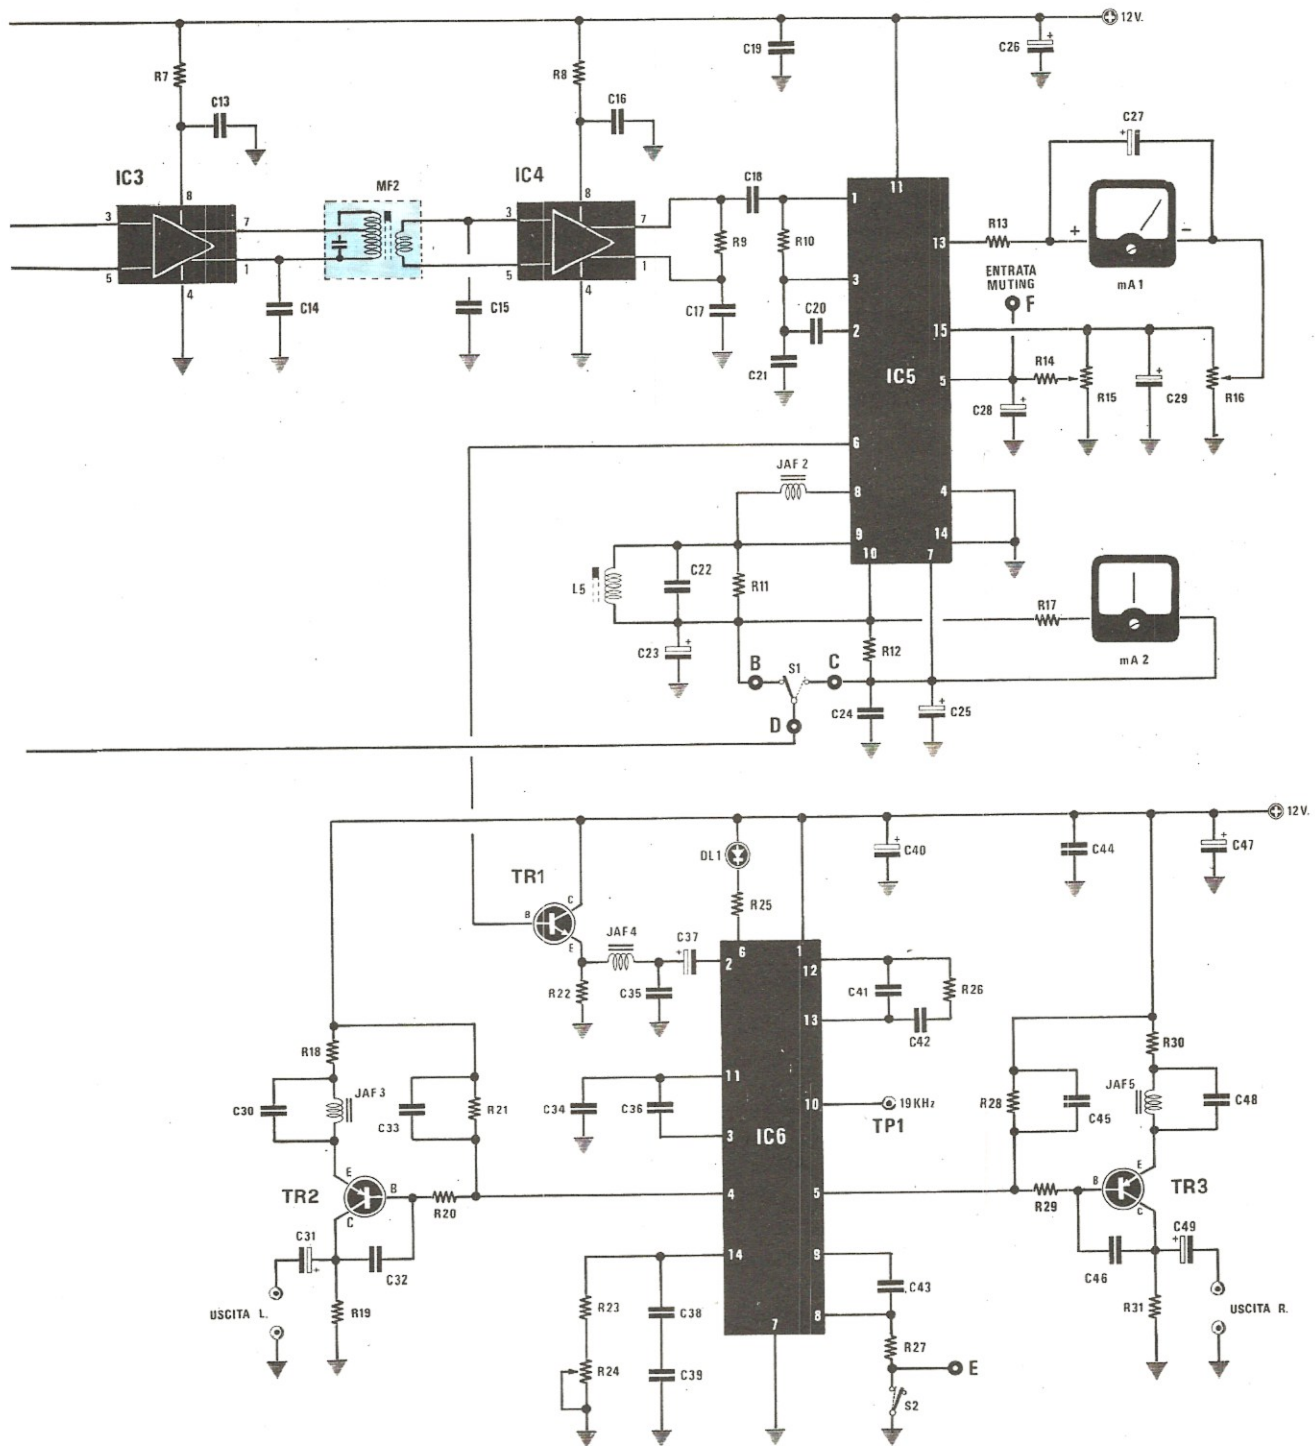 12V.
C19
C26
R7
R8
C13
C16
C27
IC3
IC4
MF2
C18
8
8
11
1
3
7
3
7
R9
R10
R13
13
+
-
mA1
5
1
5
1
3
ENTRATA
MUTING
F
4
4
C14
C15
C17
C20
2
15
C21
IC5
5
R14
R15
C28
C29
R16
6
JAF 2
8
4
9
14
10
7
L5
C22
R11
R17
C23
R12
mA 2
B
S1
C
D
C24
C25
12V.
DL1
C40
C44
C47
TR1
C
B
E
R25
JAF4
C37
6
1
2
12
R22
C35
C41
R26
13
C42
R18
R30
JAF3
JAF5
C30
C33
R21
C34
C36
11
10
19KHz
TP1
R28
C45
C48
3
IC6
E
TR2
B
R20
4
5
R29
B
E
TR3
C
C
C31
C32
14
9
C46
C49
C43
USCITA L.
R19
R23
C38
8
R31
USCITA R.
7
R27
R24
C39
E
S2
+
+
+
+
+
+
+
+
+
+
+
+